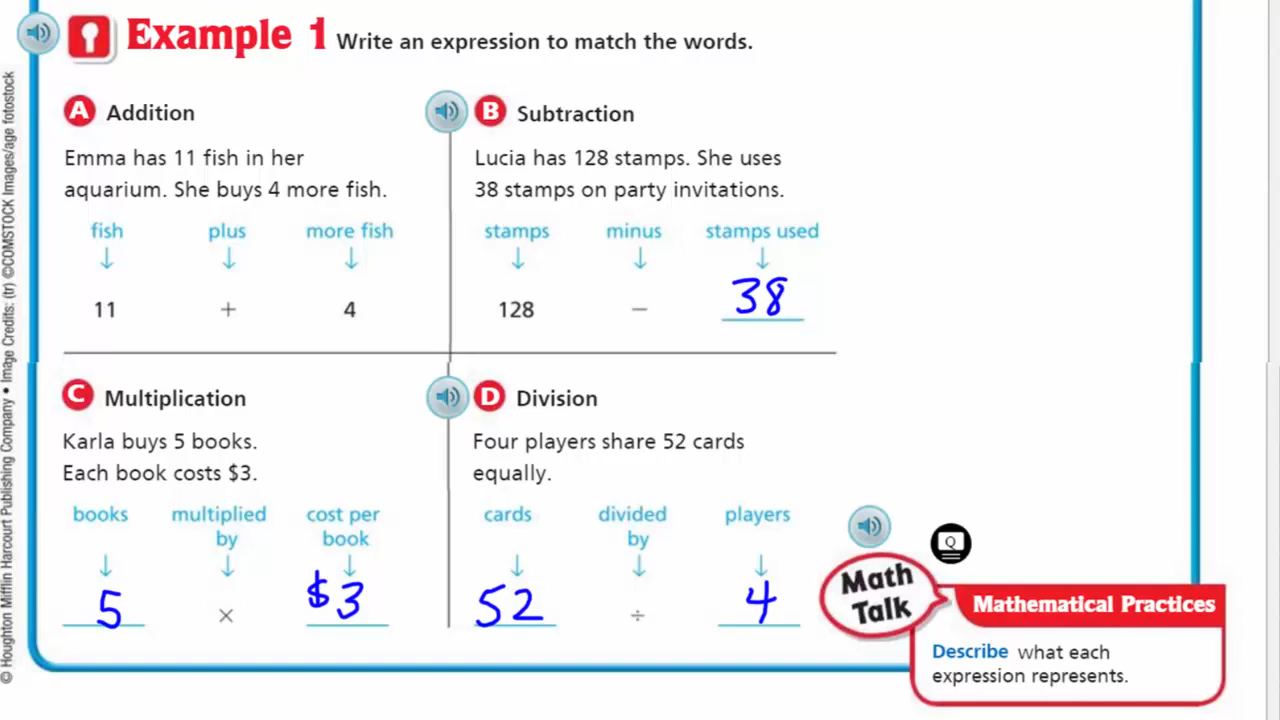 Example 1 Write an expression to match the words.
A Addition
Emma has 11 fish in her
aquarium. She buys 4 more fish.
fish plus more fish
↓ ↓ ↓
11 + 4
B Subtraction
Lucia has 128 stamps. She uses
38 stamps on party invitations.
stamps minus stamps used
↓ ↓ ↓
128 − 38
C Multiplication
Karla buys 5 books.
Each book costs $3.
books multiplied cost per
by book
↓ ↓ ↓
5 × $3
D Division
Four players share 52 cards
equally.
cards divided players
by
↓ ↓ ↓
52 ÷ 4
Q
Math
Talk
Mathematical Practices
Describe what each
expression represents.
© Houghton Mifflin Harcourt Publishing Company • Image Credits: (tr) ©COMSTOCK Images/age fotostock